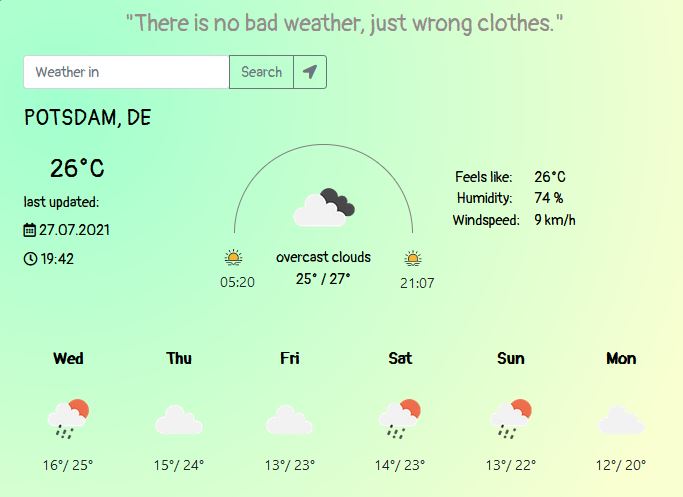 "There is no bad weather, just wrong clothes."
Weather in Search
POTSDAM, DE
26°C
last updated:
27.07.2021
19:42
overcast clouds
25° / 27°
05:20
21:07
Feels like: 26°C
Humidity: 74 %
Windspeed: 9 km/h
Wed Thu Fri Sat Sun Mon
16°/ 25° 15°/ 24° 13°/ 23° 14°/ 23° 13°/ 22° 12°/ 20°